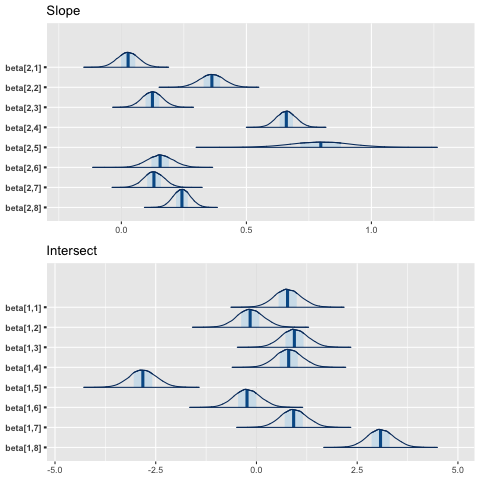 Slope
beta[2,1]
beta[2,2]
beta[2,3]
beta[2,4]
beta[2,5]
beta[2,6]
beta[2,7]
beta[2,8]
0.0 0.5 1.0
Intersect
beta[1,1]
beta[1,2]
beta[1,3]
beta[1,4]
beta[1,5]
beta[1,6]
beta[1,7]
beta[1,8]
-5.0 -2.5 0.0 2.5 5.0